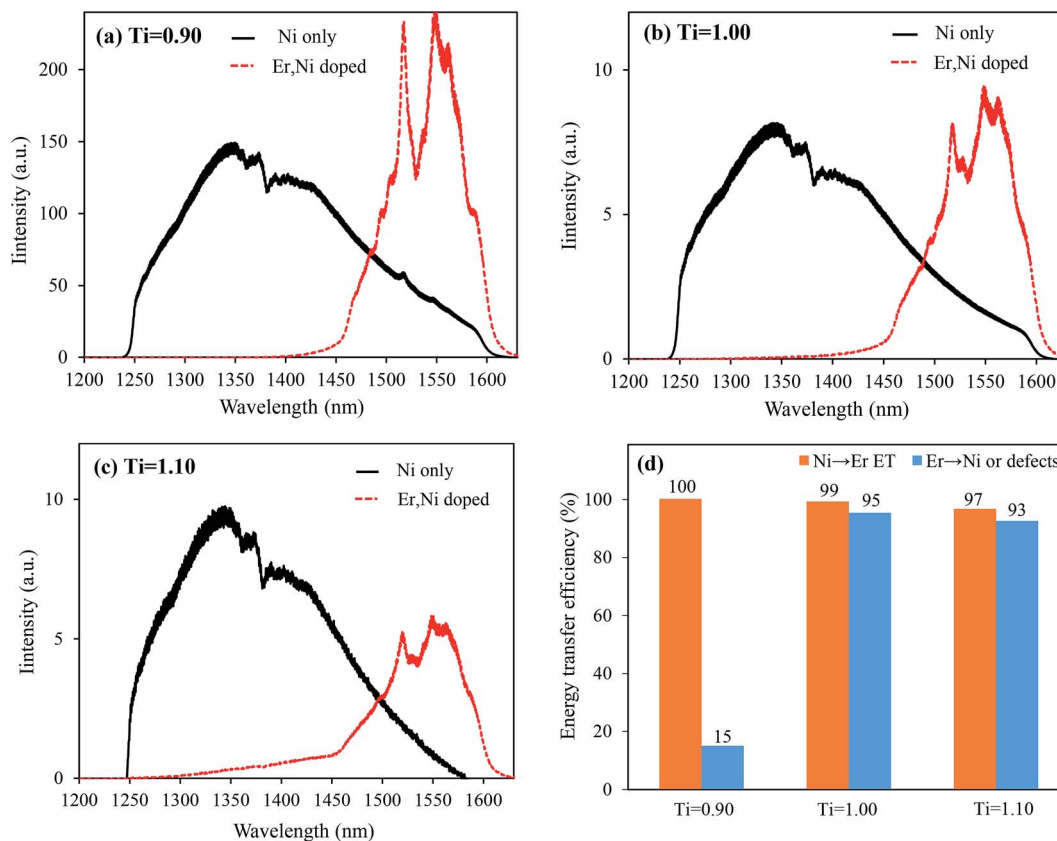 (a) Ti=0.90
Ni only
Er,Ni doped
Iintensity (a.u.)
200
150
100
50
0
1200 1250 1300 1350 1400 1450 1500 1550 1600
Wavelength (nm)
(b) Ti=1.00
Ni only
Er,Ni doped
Iintensity (a.u.)
10
5
0
1200 1250 1300 1350 1400 1450 1500 1550 1600
Wavelength (nm)
(c) Ti=1.10
Ni only
Er,Ni doped
Iintensity (a.u.)
10
5
0
1200 1250 1300 1350 1400 1450 1500 1550 1600
Wavelength (nm)
(d)
Ni→Er ET
Er→Ni or defects
Energy transfer efficiency (%)
100
80
60
40
20
0
100
15
99
95
97
93
Ti=0.90 Ti=1.00 Ti=1.10